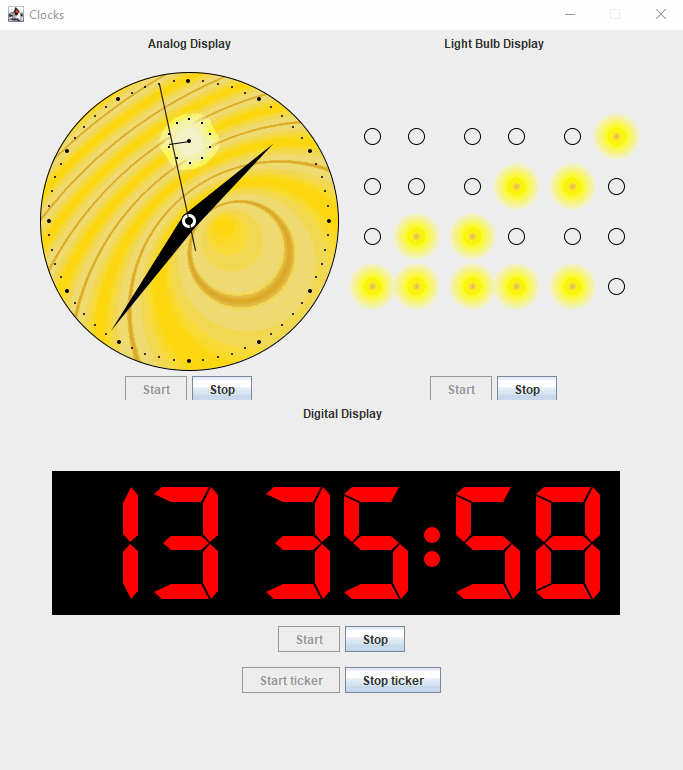 Clocks
Analog Display
Light Bulb Display
Start Stop
Start Stop
Digital Display
13 35:58
Start Stop
Start ticker Stop ticker